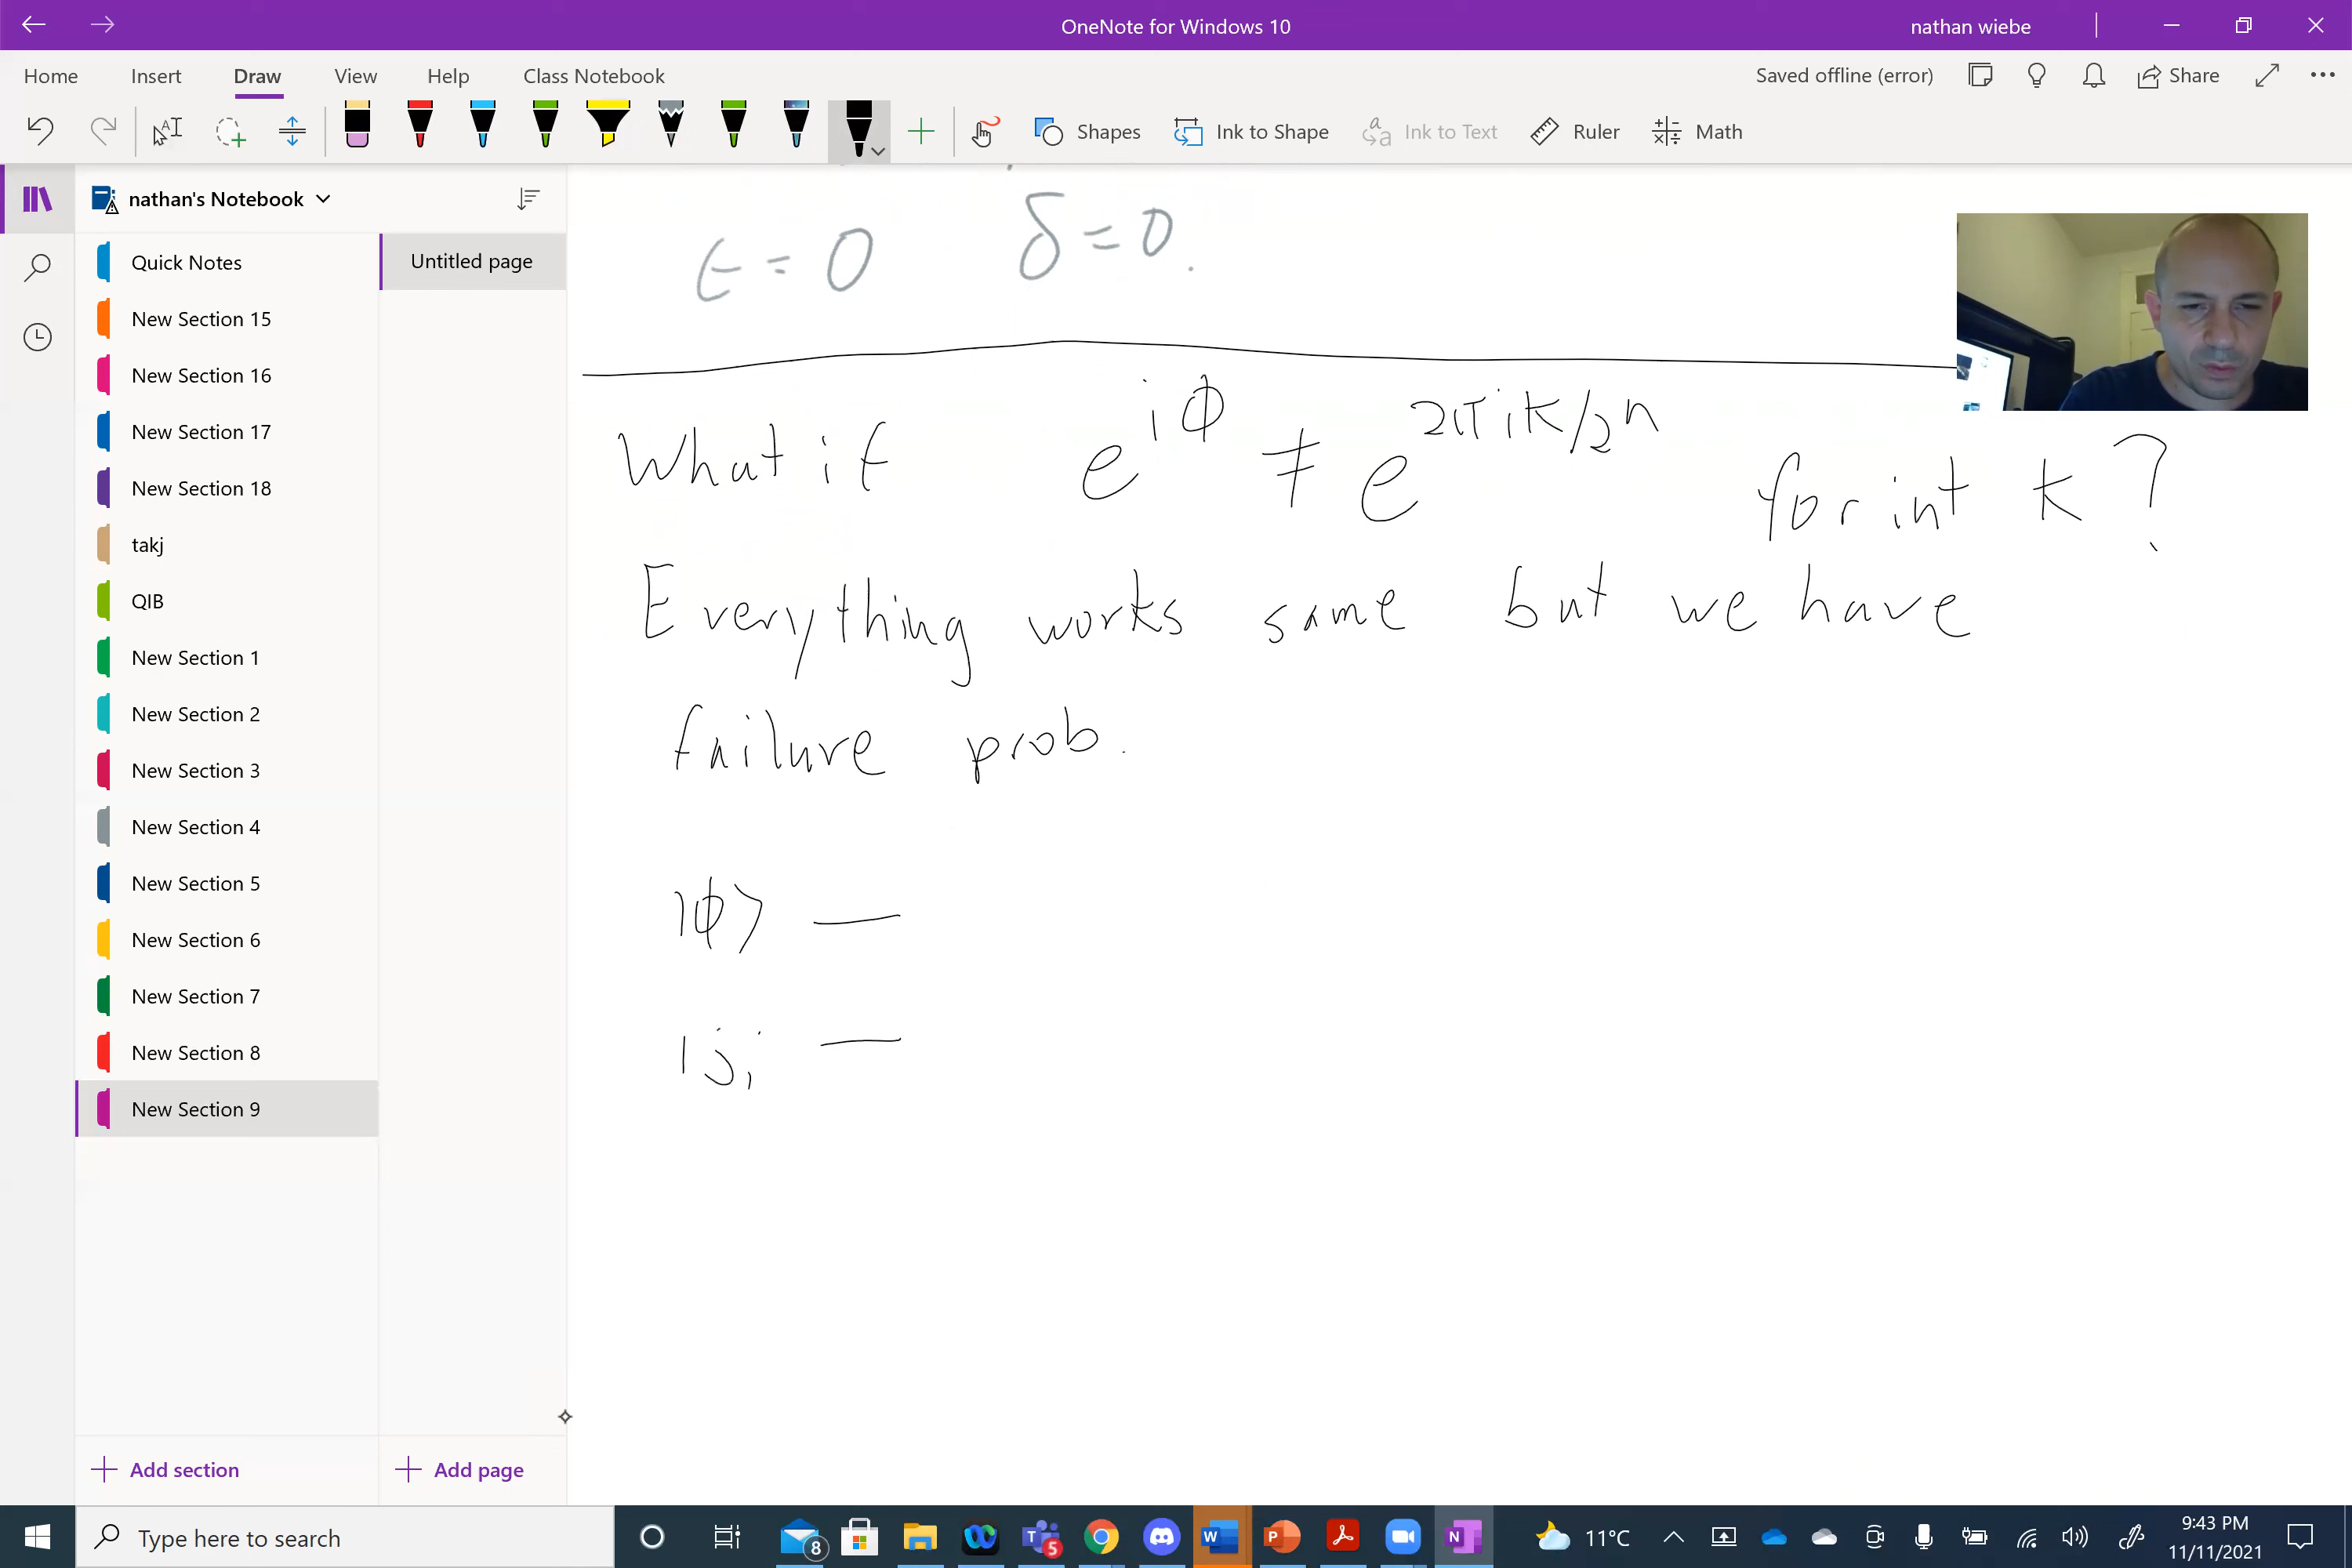 OneNote for Windows 10
nathan wiebe
Home Insert Draw View Help Class Notebook
Saved offline (error) Share
Shapes Ink to Shape Ink to Text Ruler Math
nathan's Notebook
Quick Notes
New Section 15
New Section 16
New Section 17
New Section 18
takj
QIB
New Section 1
New Section 2
New Section 3
New Section 4
New Section 5
New Section 6
New Section 7
New Section 8
New Section 9
Add section
Untitled page
Add page
ϵ = 0 δ = 0.
What if e^{iϕ} ≠ e^{2πik/2^n} for int k?
Everything works same but we have
failure prob.
|ϕ⟩ —
Type here to search
8
5
11°C
9:43 PM
11/11/2021